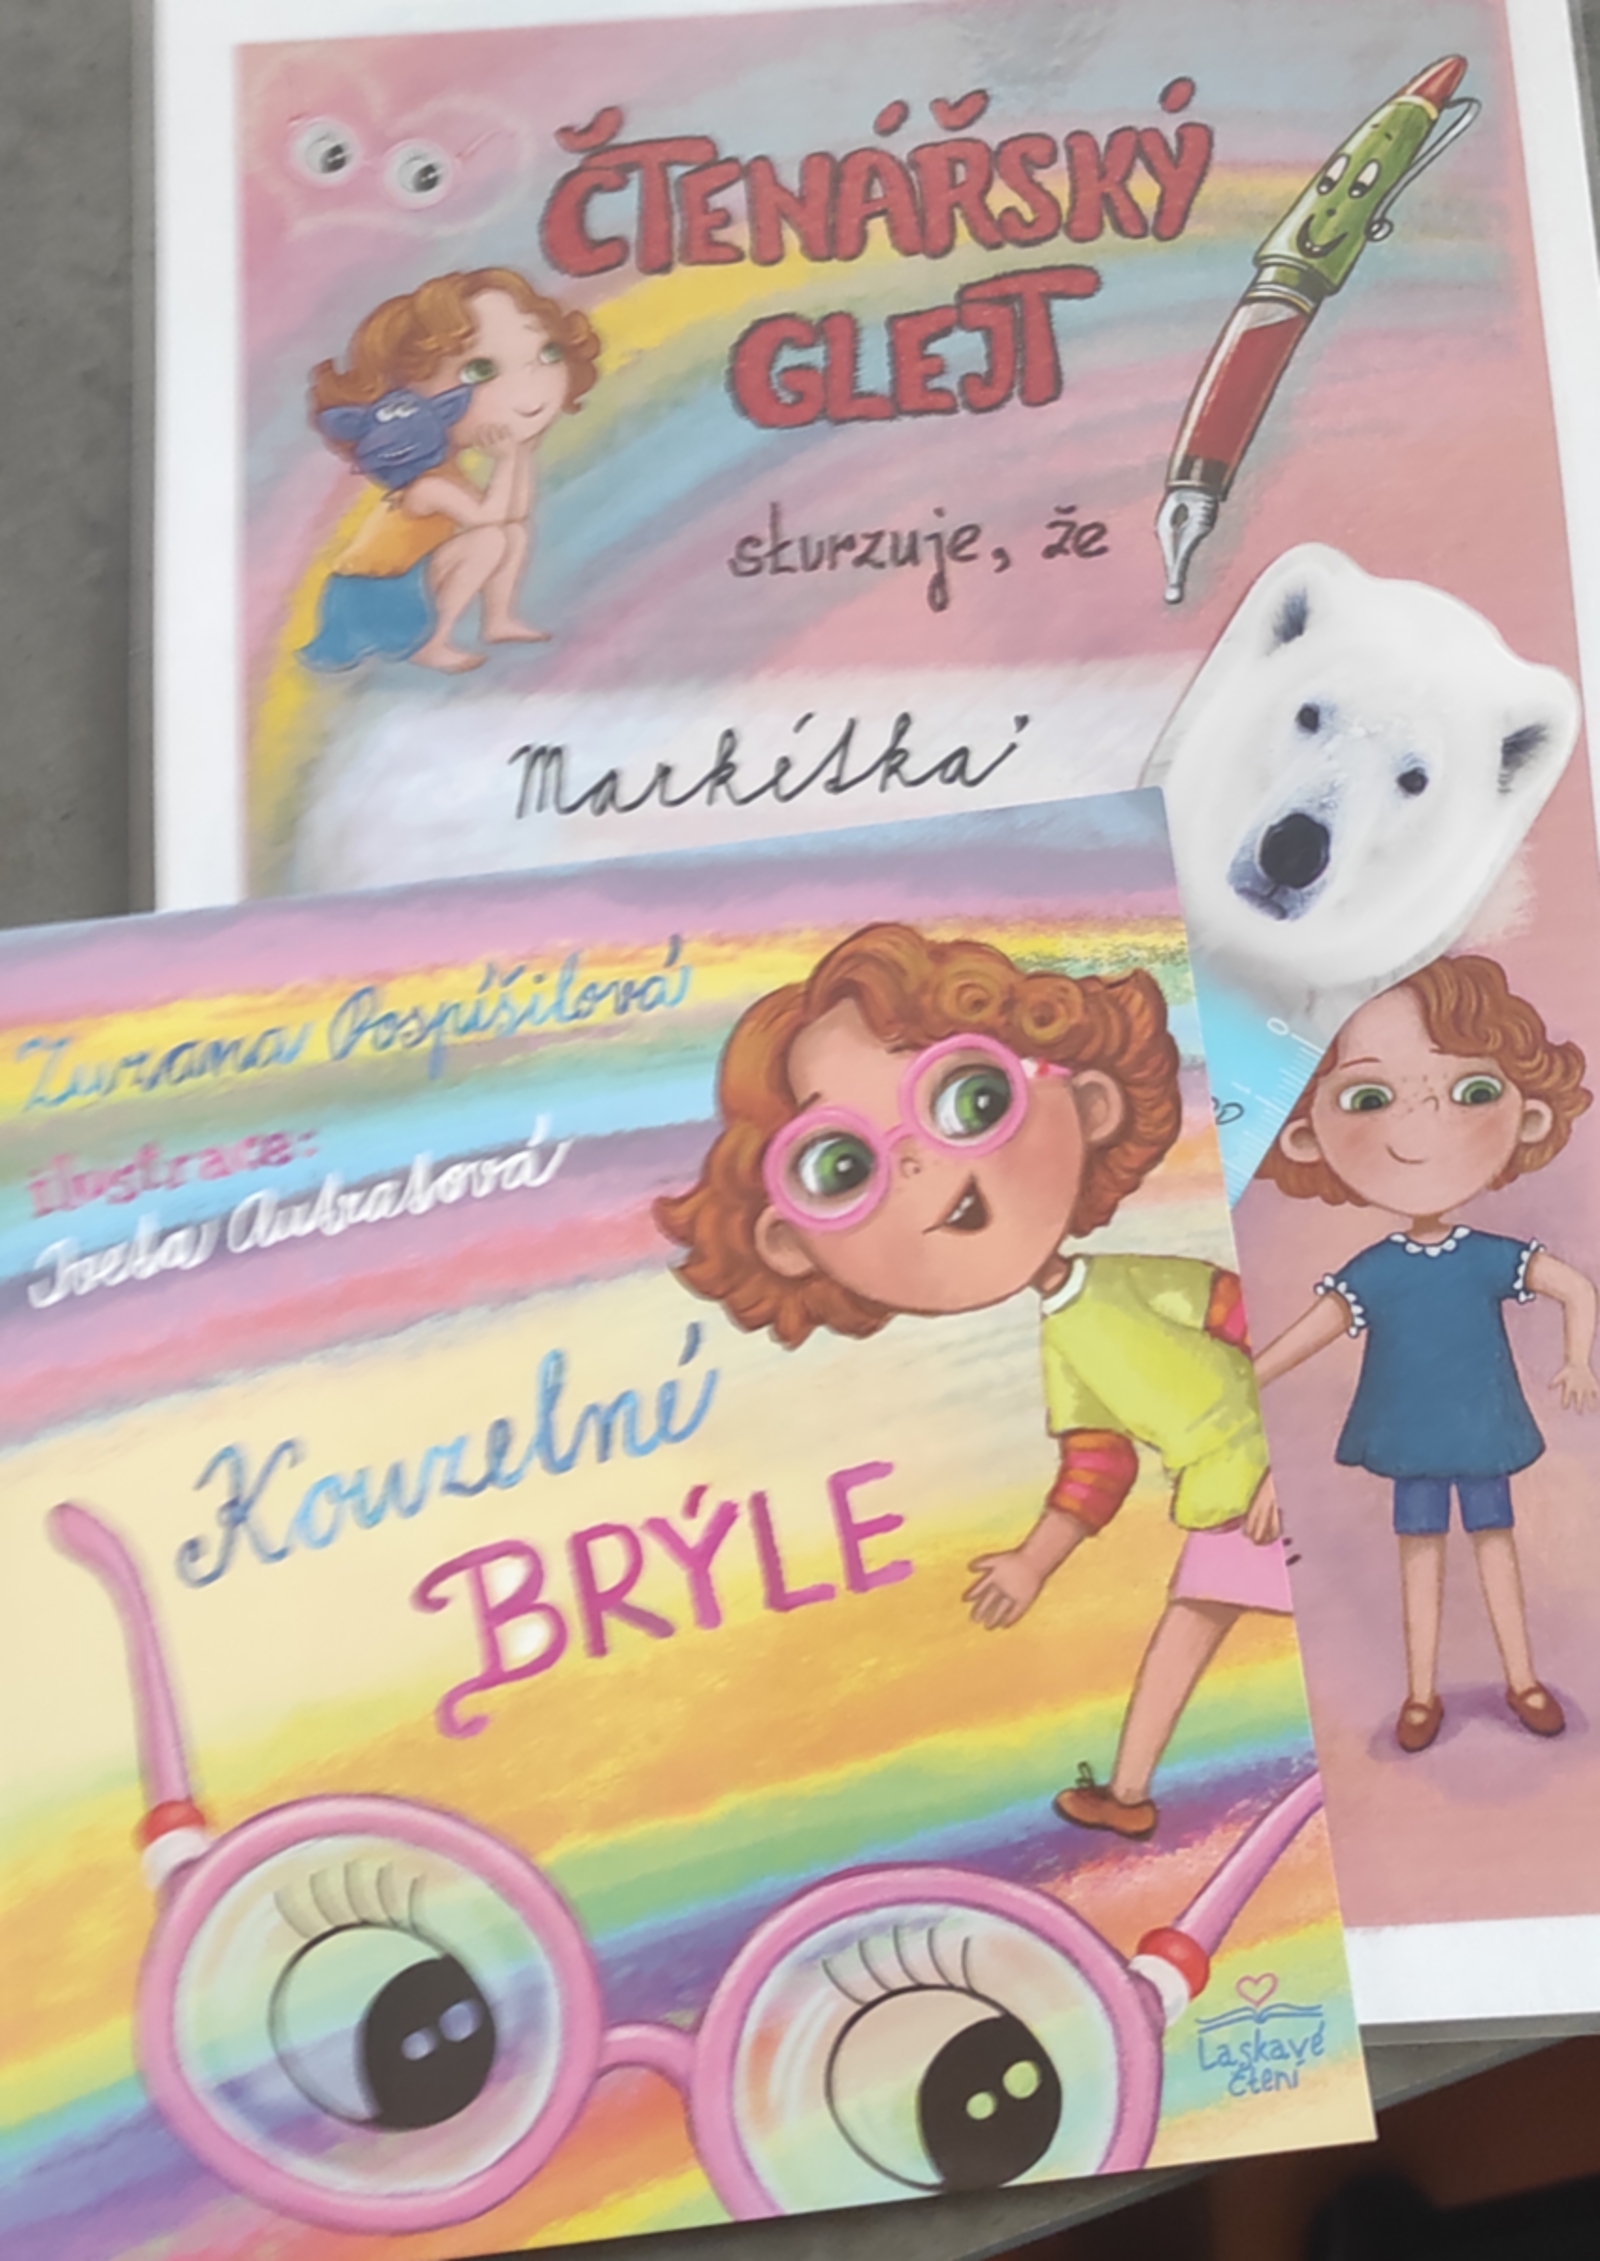 ČTENÁŘSKÝ
GLEJT
stvrzuje, že
Markétka
Zuzana Pospíšilová
ilustrace:
Iveta Autratová
Kouzelné
BRÝLE
Laskavé
čtení